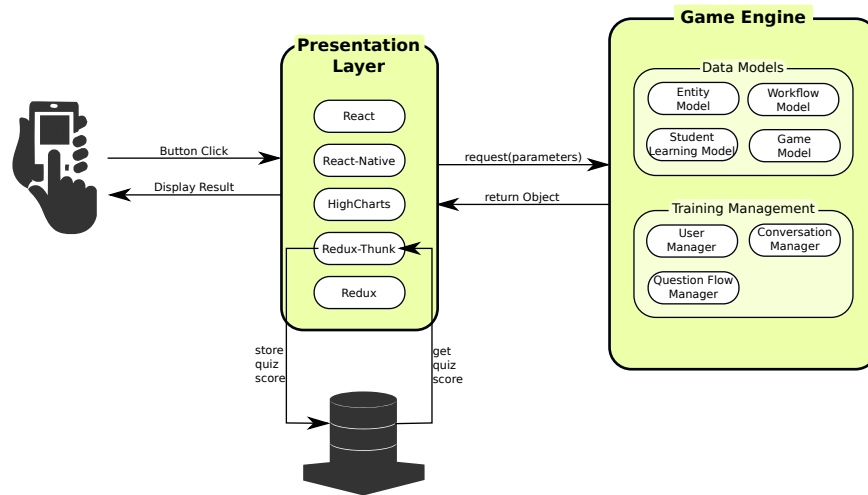 Game Engine
Presentation
Layer
Data Models
Entity
Model
Workflow
Model
React
Student
Learning Model
Game
Model
Button Click
React-Native
request(parameters)
Display Result
HighCharts
return Object
Training Management
User
Manager
Conversation
Manager
Redux-Thunk
Question Flow
Manager
Redux
store
quiz
score
get
quiz
score